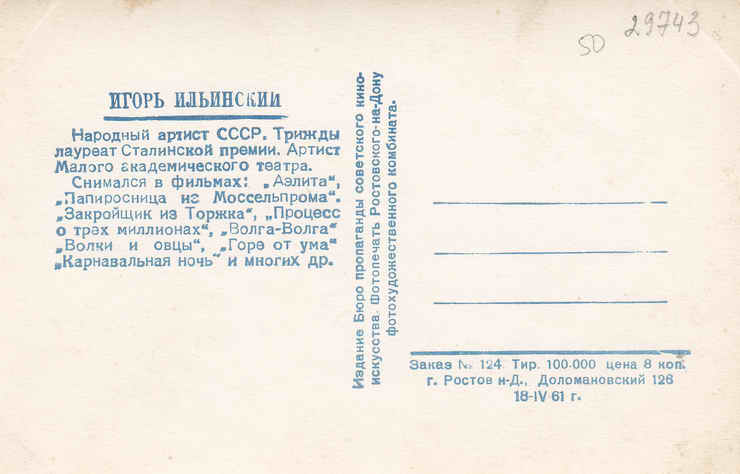 29743
50
ИГОРЬ ИЛЬИНСКИЙ
Народный артист СССР. Трижды
лауреат Сталинской премии. Артист
Малого академического театра.
Снимался в фильмах: „Аэлита“,
„Папиросница из Моссельпрома“.
„Закройщик из Торжка“, „Процесс
о трех миллионах“, „Волга-Волга“
„Волки и овцы“, „Горе от ума“
„Карнавальная ночь“ и многих др.
Издание Бюро пропаганды советского кино-
искусства. Фотопечать Ростовского-на-Дону
фотохудожественного комбината.
Заказ № 124. Тир. 100.000 цена 8 коп.
г. Ростов н-Д., Доломановский 126
18-IV 61 г.